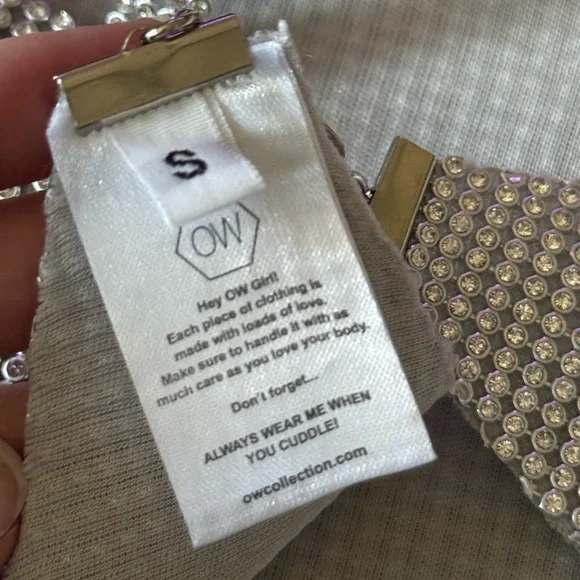 S
OW
Hey OW Girl!
Each piece of clothing is
made with loads of love.
Make sure to handle it with as
much care as you love your body.
Don't forget...
ALWAYS WEAR ME WHEN
YOU CUDDLE!
owcollection.com